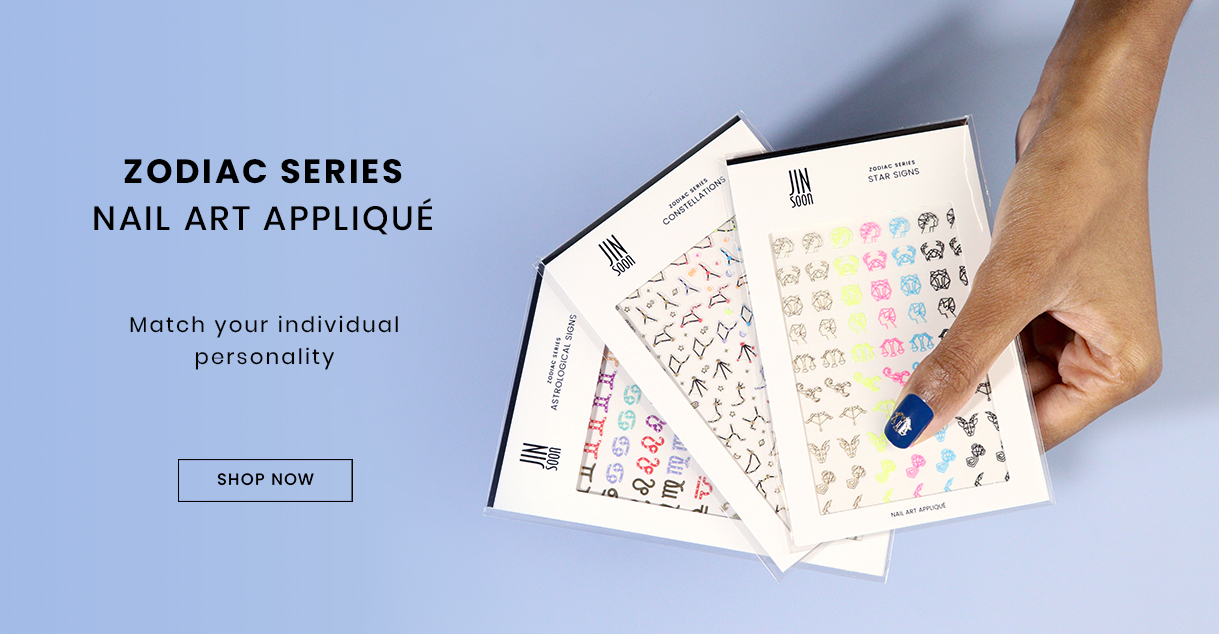 ZODIAC SERIES
NAIL ART APPLIQUÉ
Match your individual
personality
SHOP NOW
JIN
SOON
ZODIAC SERIES
ASTROLOGICAL SIGNS
JIN
SOON
ZODIAC SERIES
CONSTELLATIONS
JIN
SOON
ZODIAC SERIES
STAR SIGNS
NAIL ART APPLIQUÉ